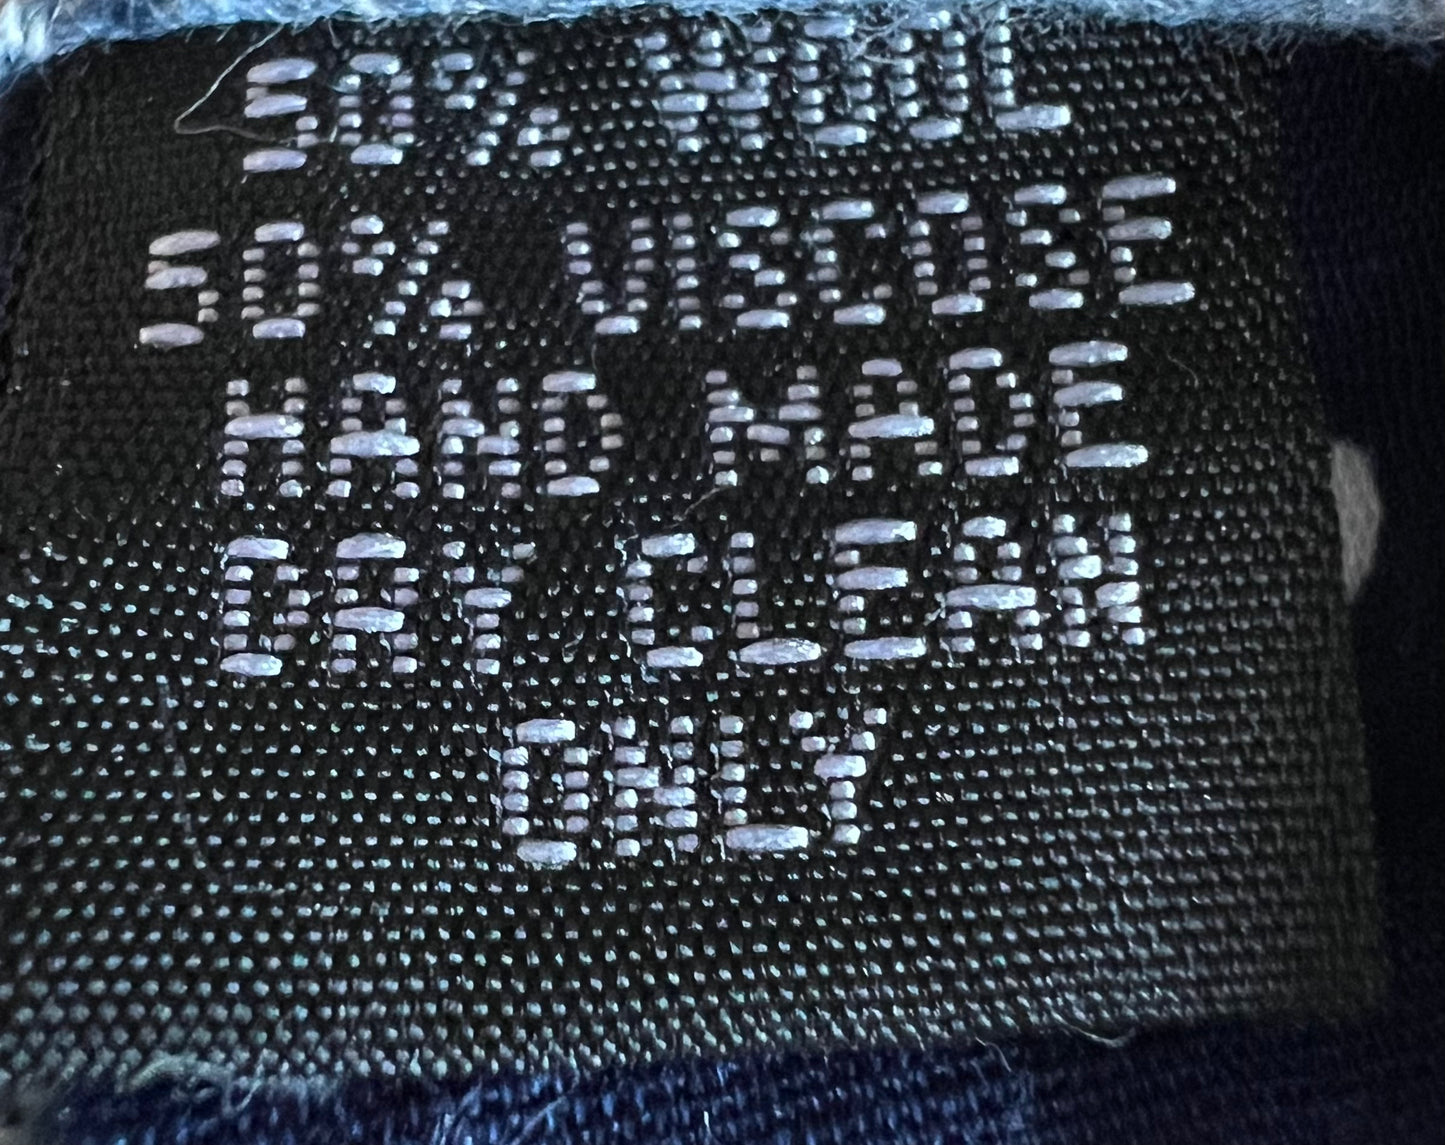 50% WOOL
50% VISCOSE
HAND MADE
DRY CLEAN
ONLY